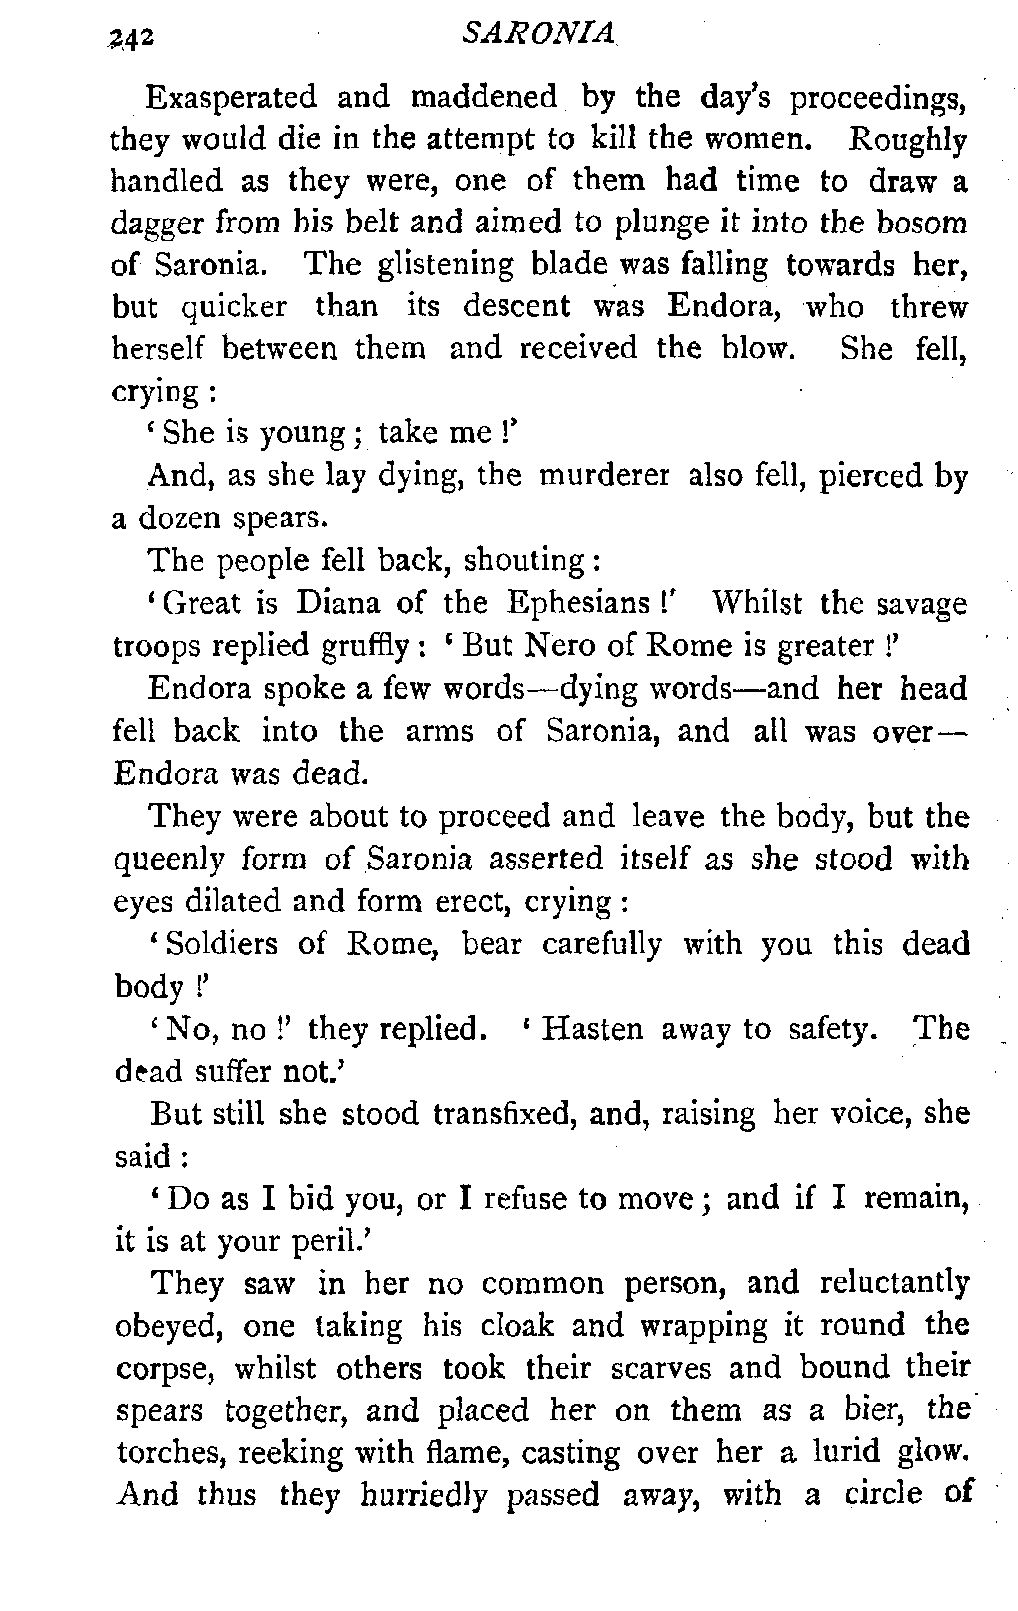 242 SARONIA
Exasperated and maddened by the day's proceedings,
they would die in the attempt to kill the women. Roughly
handled as they were, one of them had time to draw a
dagger from his belt and aimed to plunge it into the bosom
of Saronia. The glistening blade was falling towards her,
but quicker than its descent was Endora, who threw
herself between them and received the blow. She fell,
crying :
‘ She is young ; take me !’
And, as she lay dying, the murderer also fell, pierced by
a dozen spears.
The people fell back, shouting :
‘ Great is Diana of the Ephesians !’ Whilst the savage
troops replied gruffly : ‘ But Nero of Rome is greater !’
Endora spoke a few words—dying words—and her head
fell back into the arms of Saronia, and all was over—
Endora was dead.
They were about to proceed and leave the body, but the
queenly form of Saronia asserted itself as she stood with
eyes dilated and form erect, crying :
‘ Soldiers of Rome, bear carefully with you this dead
body !’
‘ No, no !’ they replied. ‘ Hasten away to safety. The
dead suffer not.’
But still she stood transfixed, and, raising her voice, she
said :
‘ Do as I bid you, or I refuse to move ; and if I remain,
it is at your peril.’
They saw in her no common person, and reluctantly
obeyed, one taking his cloak and wrapping it round the
corpse, whilst others took their scarves and bound their
spears together, and placed her on them as a bier, the
torches, reeking with flame, casting over her a lurid glow.
And thus they hurriedly passed away, with a circle of